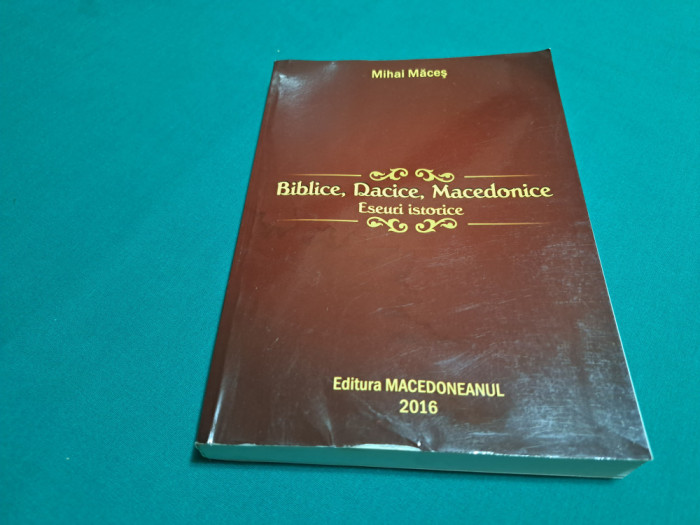 Mihai Măceș
Biblice, Dacice, Macedonice
Eseuri istorice
Editura MACEDONEANUL
2016